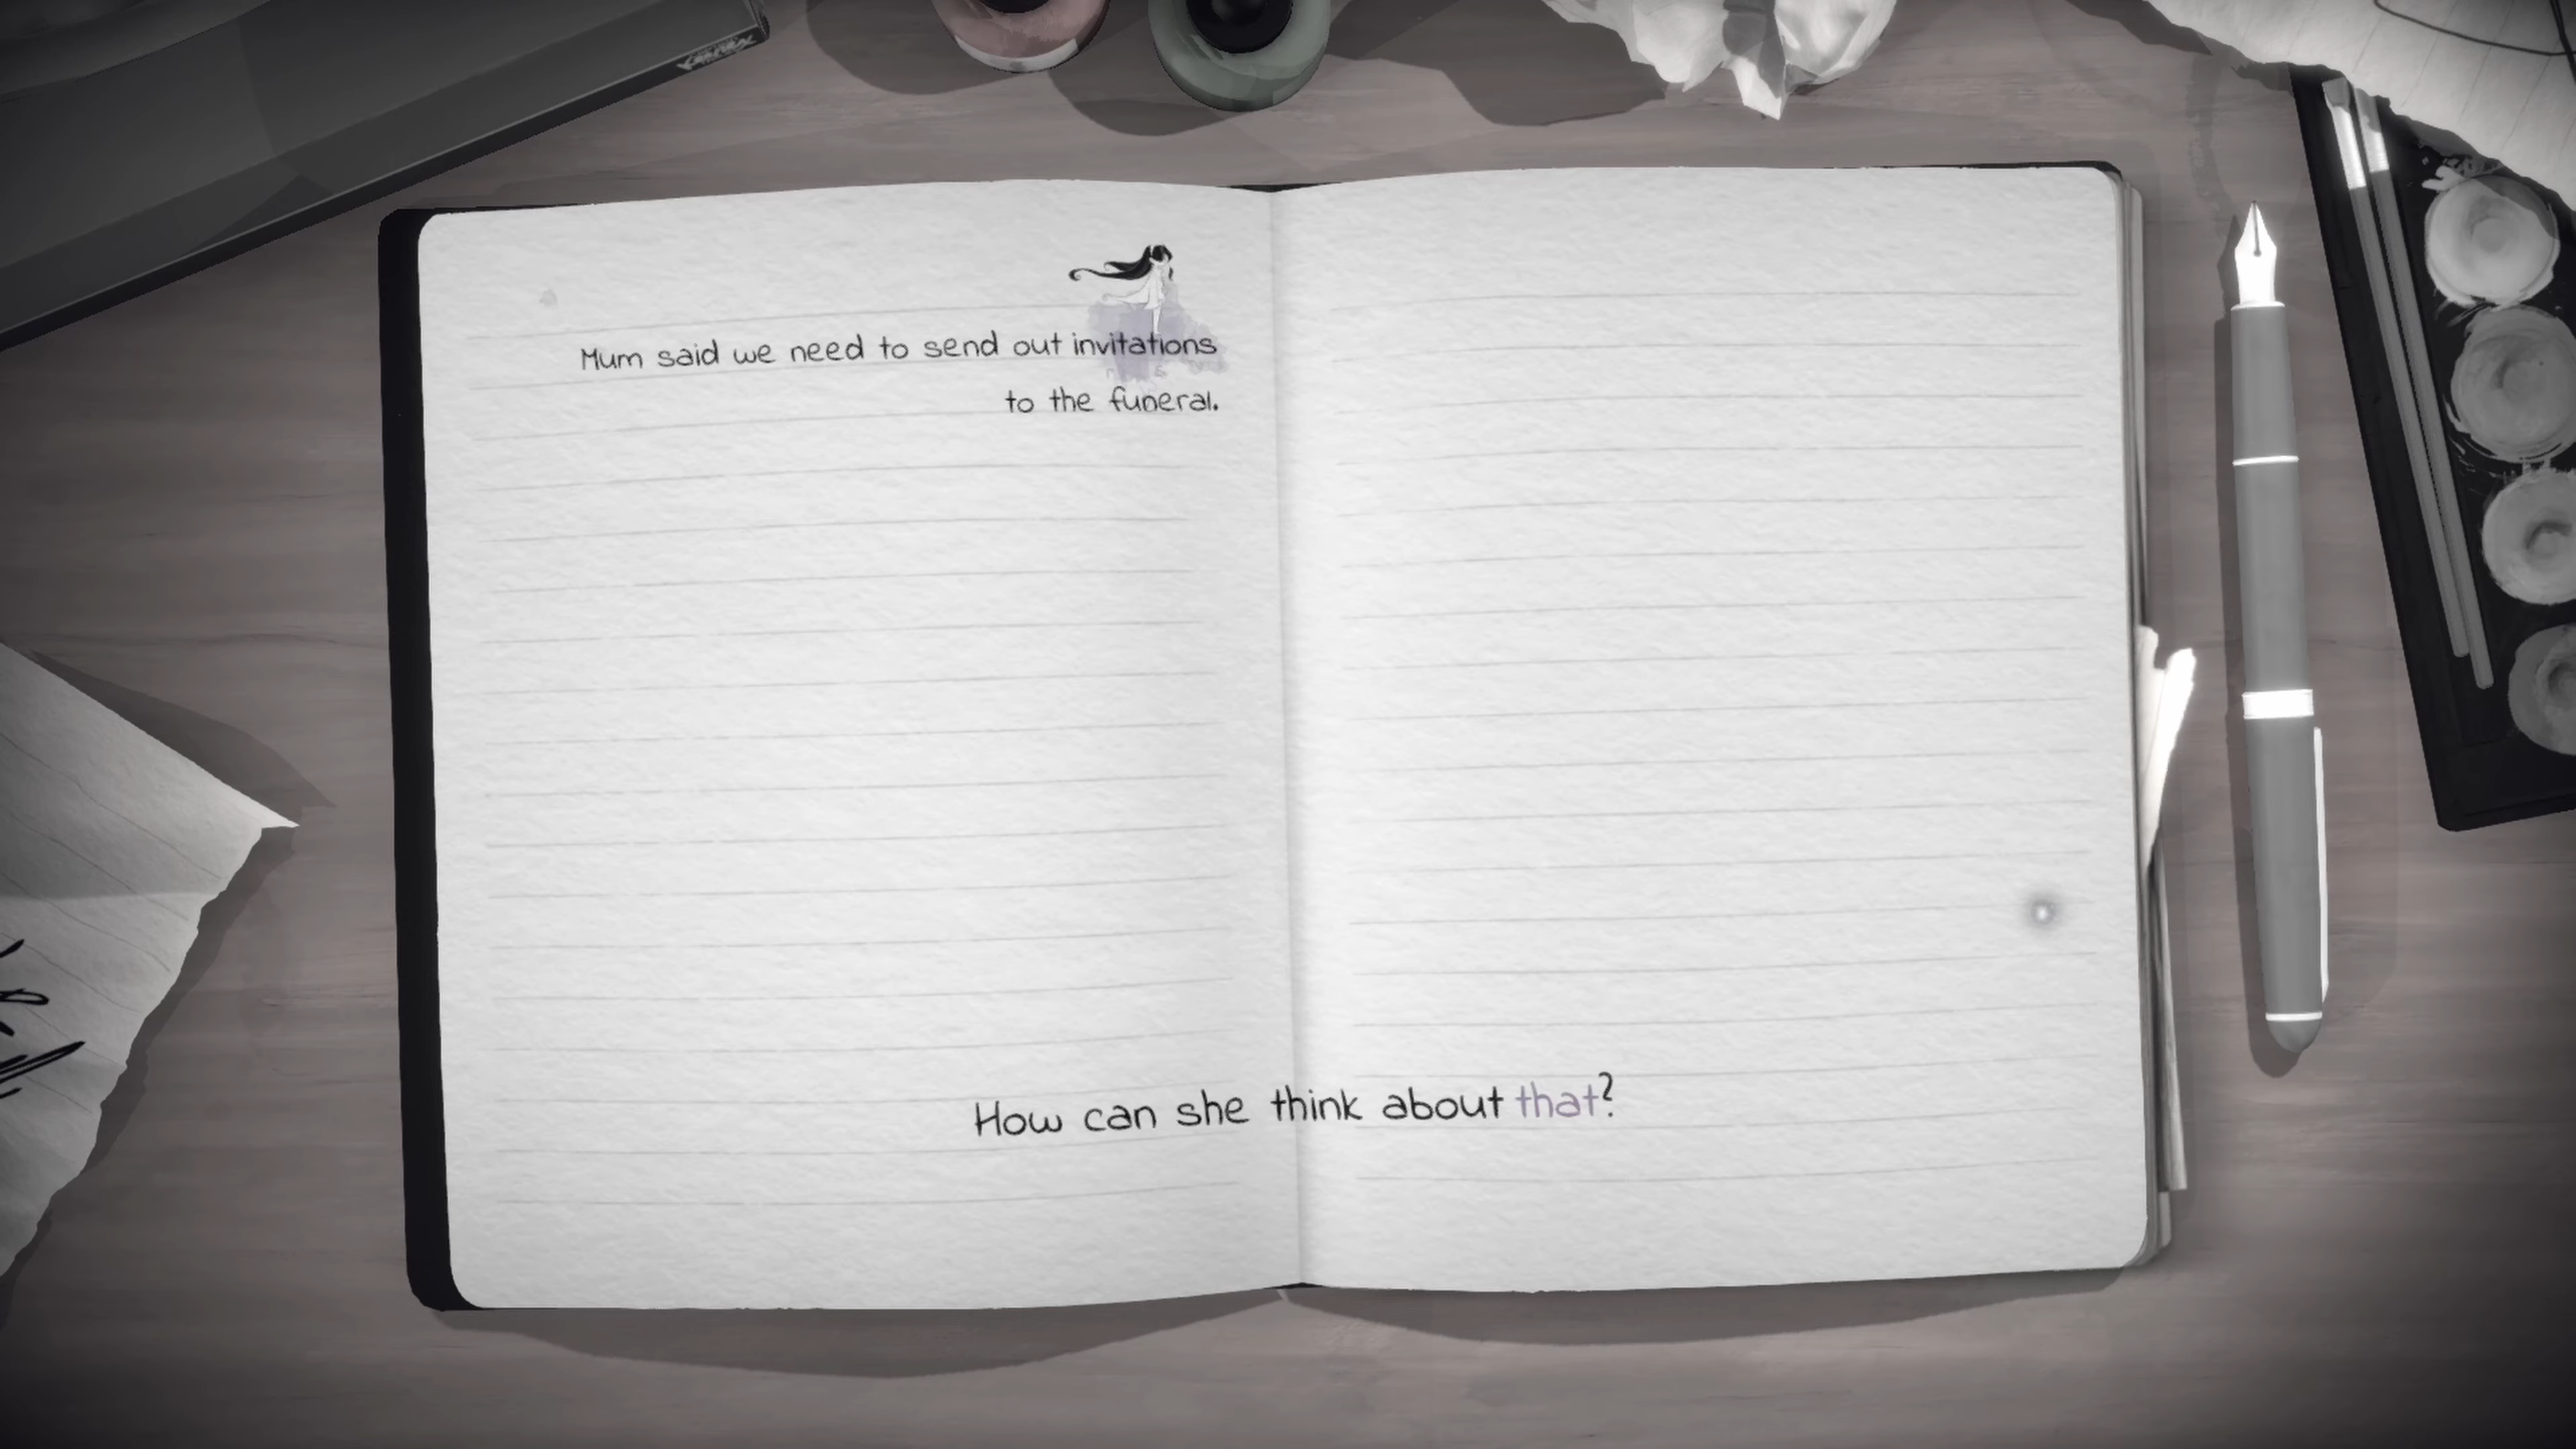 Mum said we need to send out invitations
to the funeral.
How can she think about that?